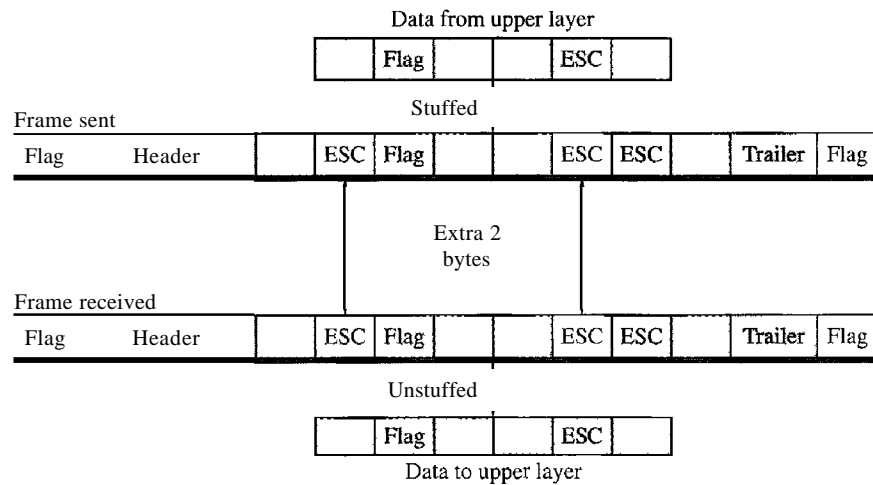 Data from upper layer
Flag ESC
Stuffed
Frame sent
Flag Header ESC Flag ESC ESC Trailer Flag
Extra 2
bytes
Frame received
Flag Header ESC Flag ESC ESC Trailer Flag
Unstuffed
Flag ESC
Data to upper layer